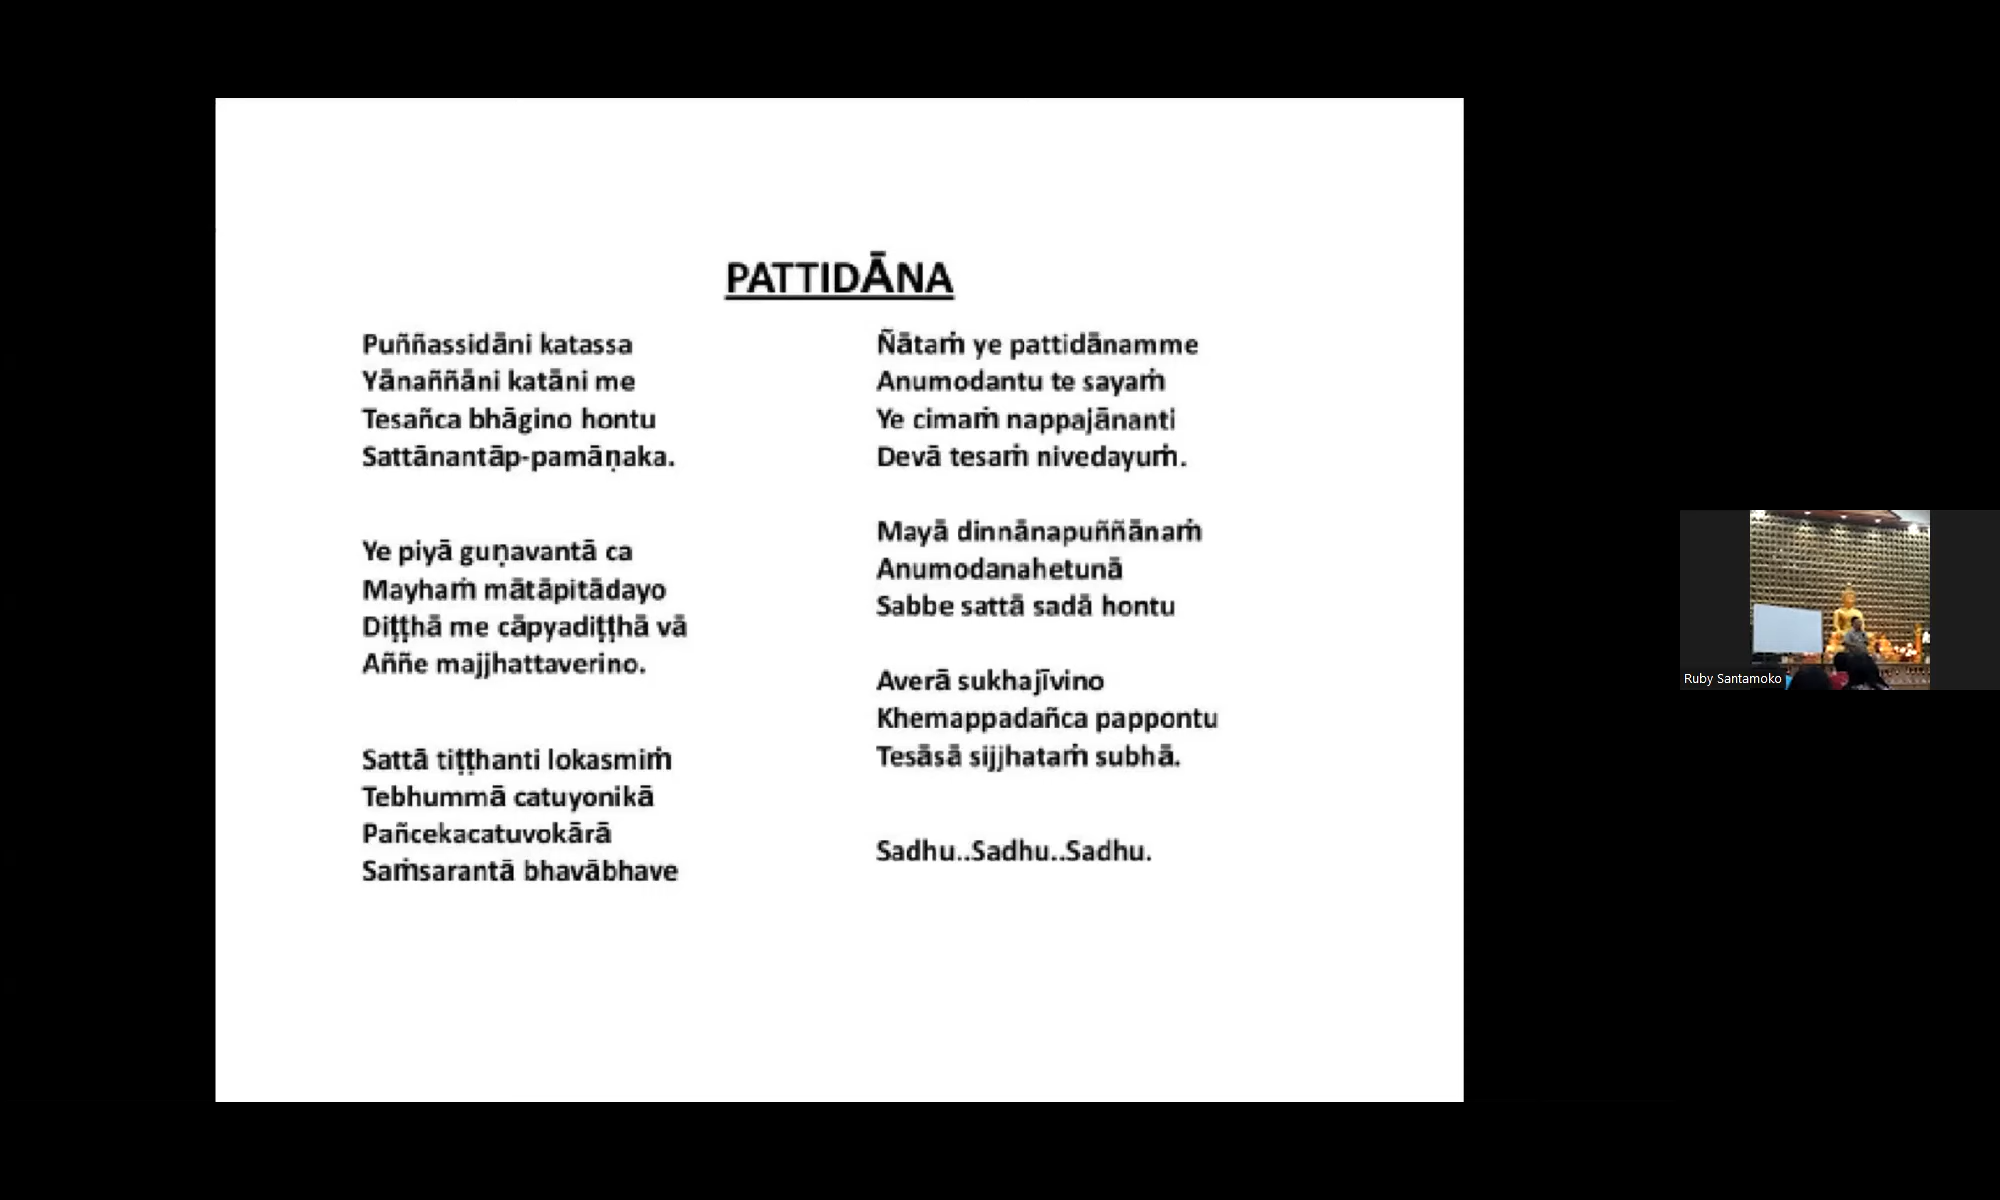 PATTIDĀNA
Puññassidāni katassa
Yānaññāni katāni me
Tesañca bhāgino hontu
Sattānantāp-pamāṇaka.
Ye piyā guṇavantā ca
Mayhaṁ mātāpitādayo
Diṭṭhā me cāpyadiṭṭhā vā
Aññe majjhattaverino.
Sattā tiṭṭhanti lokasmiṁ
Tebhummā catuyonikā
Pañcekacatuvokārā
Saṁsarantā bhavābhave
Ñātaṁ ye pattidānamme
Anumodantu te sayaṁ
Ye cimaṁ nappajānanti
Devā tesaṁ nivedayuṁ.
Mayā dinnānapuññānaṁ
Anumodanahetunā
Sabbe sattā sadā hontu
Averā sukhajīvino
Khemappadañca pappontu
Tesāsā sijjhataṁ subhā.
Sadhu..Sadhu..Sadhu.
Ruby Santamoko